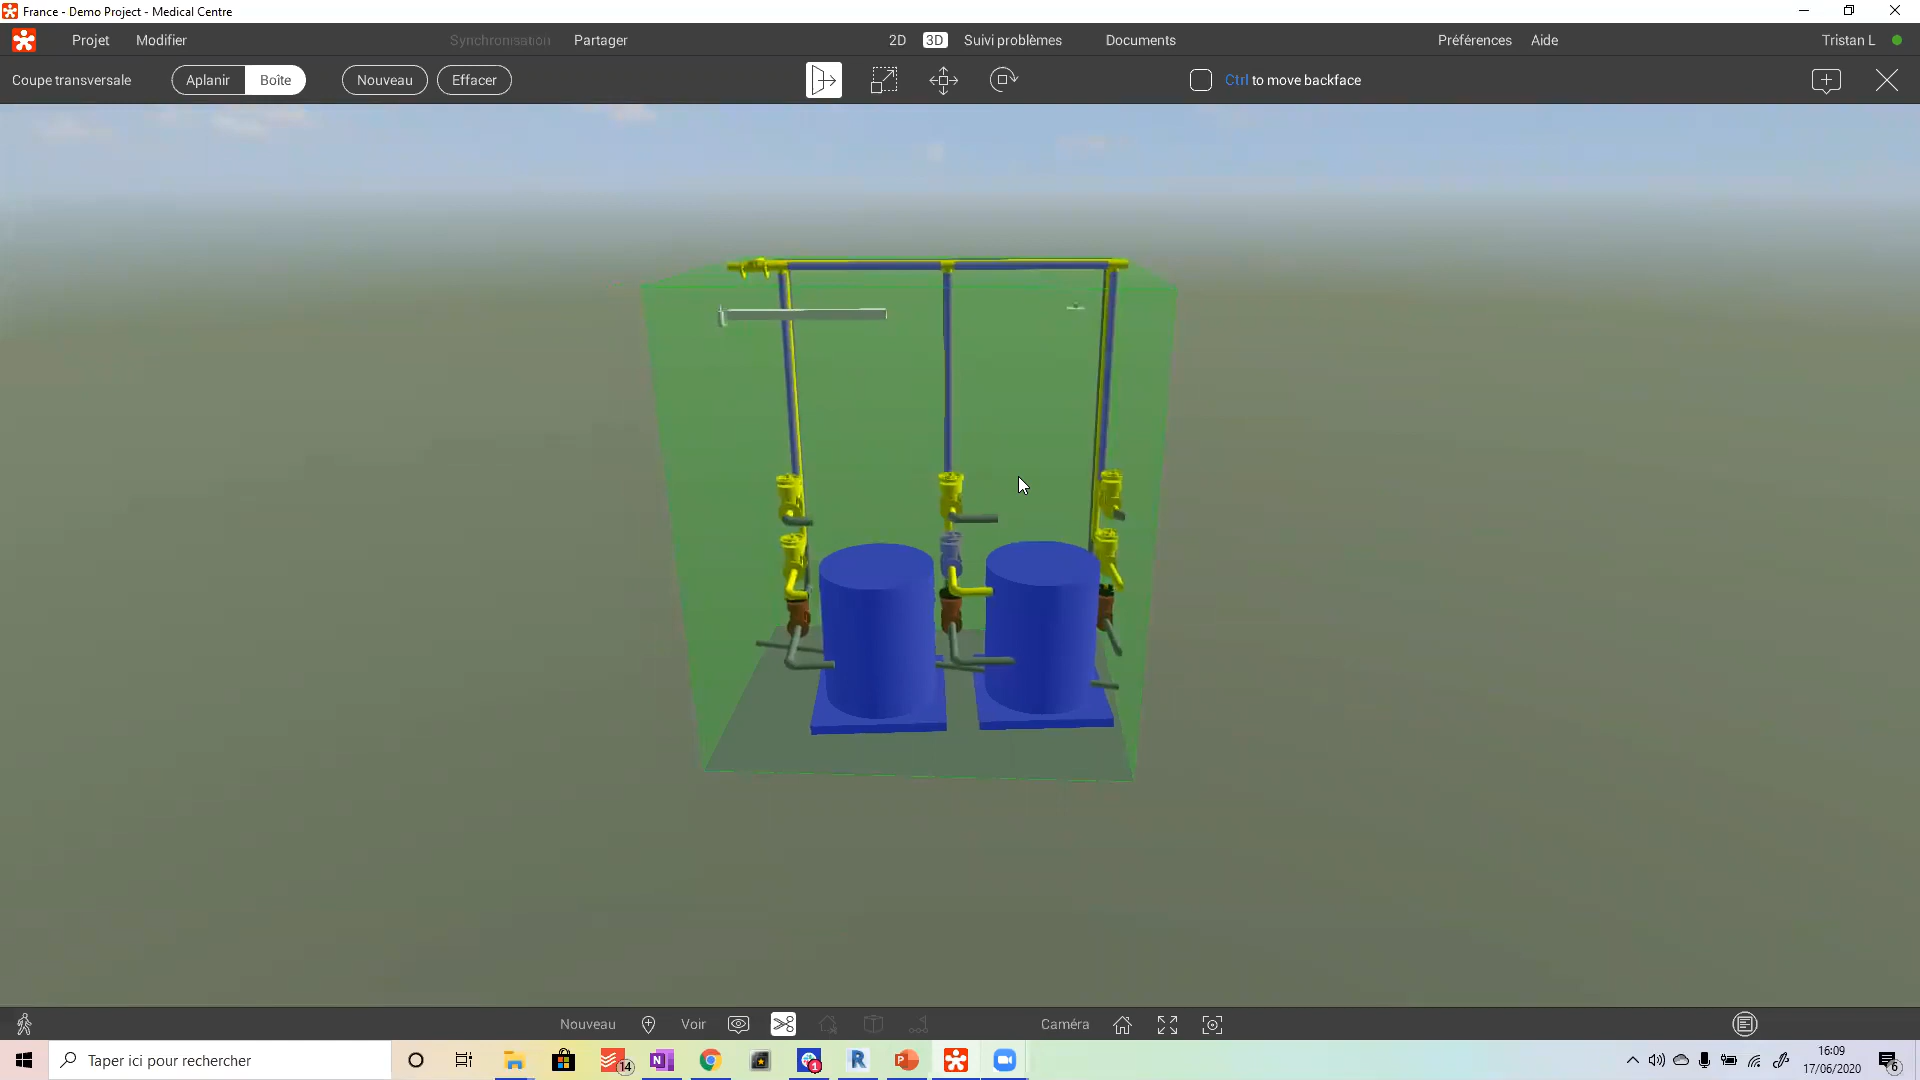 France - Demo Project - Medical Centre
Projet Modifier Synchronisation Partager 2D 3D Suivi problèmes Documents Préférences Aide Tristan L
Coupe transversale Aplanir Boîte Nouveau Effacer Ctrl to move backface
Nouveau Voir Caméra
Taper ici pour rechercher 14 N 1 R P 16:09
17/06/2020 6